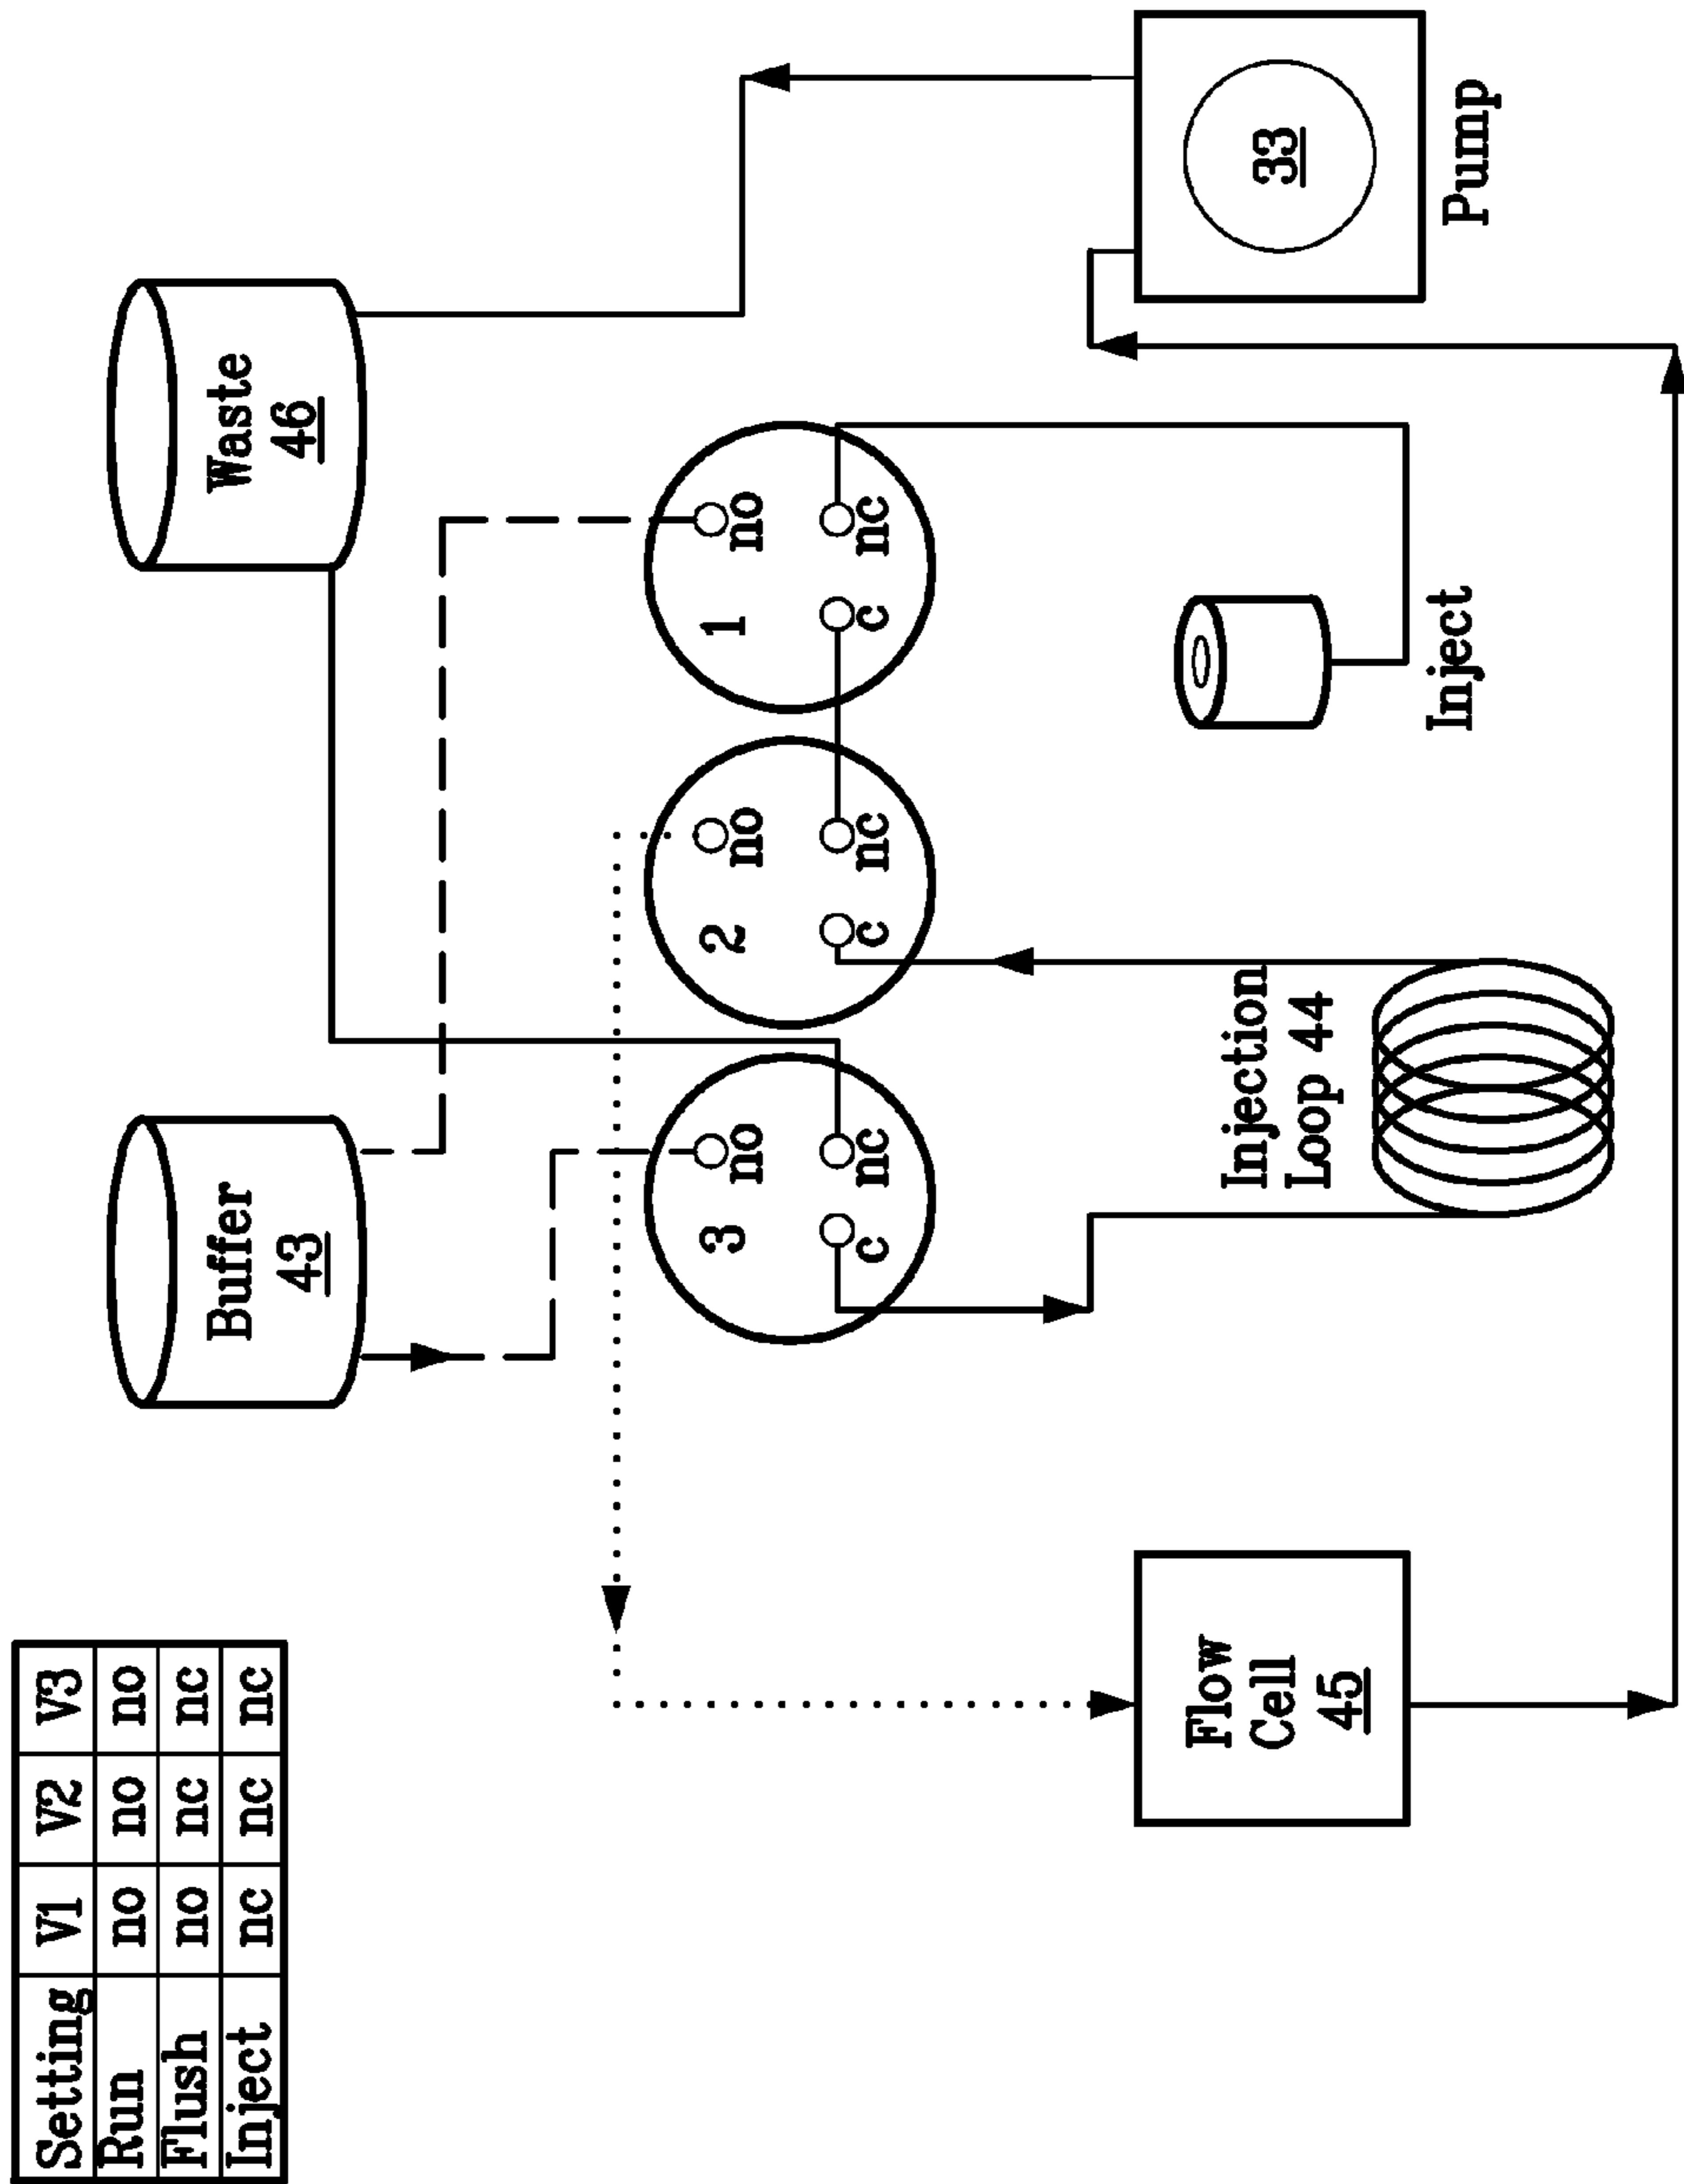 Setting V1 V2 V3
Run no no no
Flush no nc nc
Inject nc nc nc
Buffer
43
Waste
46
3
no
c
nc
2
no
c
nc
1
no
c
nc
Flow
Cell
45
Injection
Loop 44
Inject
33
Pump